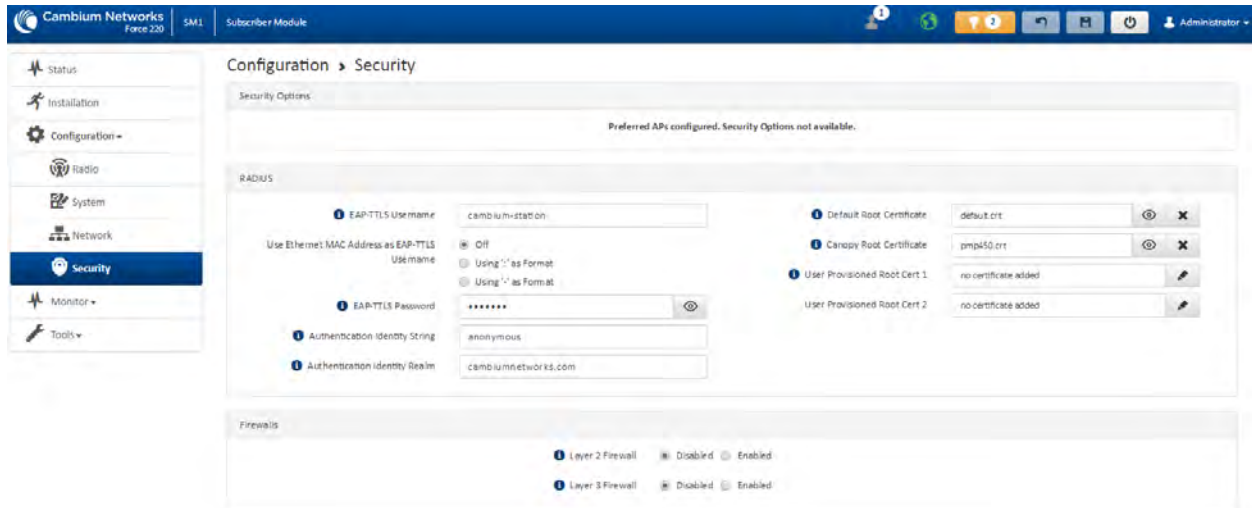 Cambium Networks
Force 220
SM1
Subscriber Module
1
2
Administrator
Status
Installation
Configuration
Radio
System
Network
Security
Monitor
Tools
Configuration > Security
Security Options
Preferred APs configured. Security Options not available.
RADIUS
EAP-TTLS Username
cambium-station
Use Ethernet MAC Address as EAP-TTLS
Username
Off
Using ':' as Format
Using '-' as Format
EAP-TTLS Password
•••••••
Authentication Identity String
anonymous
Authentication Identity Realm
cambiumnetworks.com
Default Root Certificate
default.crt
Canopy Root Certificate
pmp450.crt
User Provisioned Root Cert 1
no certificate added
User Provisioned Root Cert 2
no certificate added
Firewalls
Layer 2 Firewall
Disabled
Enabled
Layer 3 Firewall
Disabled
Enabled